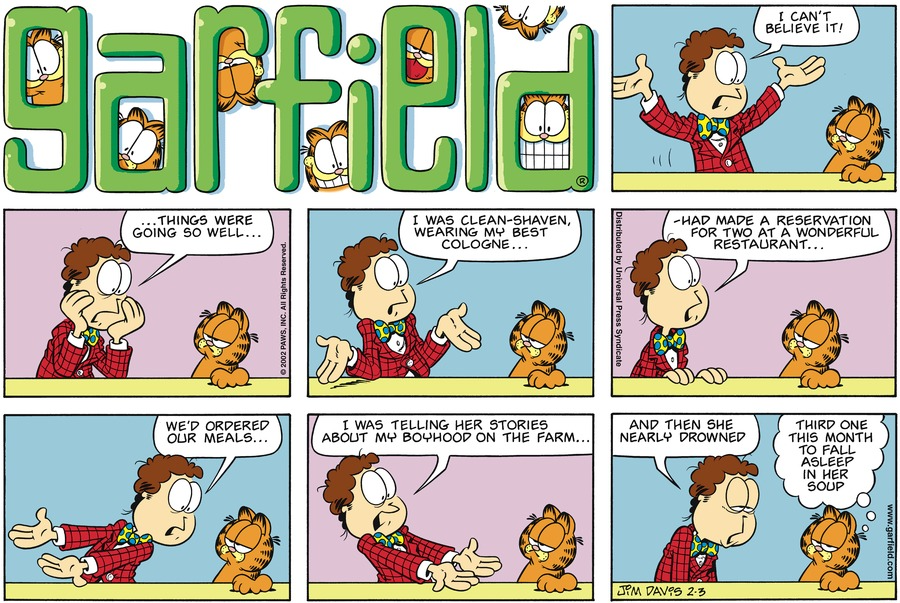 garfield
®
I CAN'T
BELIEVE IT!
...THINGS WERE
GOING SO WELL...
© 2002 PAWS, INC. All Rights Reserved.
I WAS CLEAN-SHAVEN,
WEARING MY BEST
COLOGNE...
Distributed by Universal Press Syndicate
-HAD MADE A RESERVATION
FOR TWO AT A WONDERFUL
RESTAURANT...
WE'D ORDERED
OUR MEALS...
I WAS TELLING HER STORIES
ABOUT MY BOYHOOD ON THE FARM...
AND THEN SHE
NEARLY DROWNED
THIRD ONE
THIS MONTH
TO FALL
ASLEEP
IN HER
SOUP
www.garfield.com
JIM DAVIS 2-3